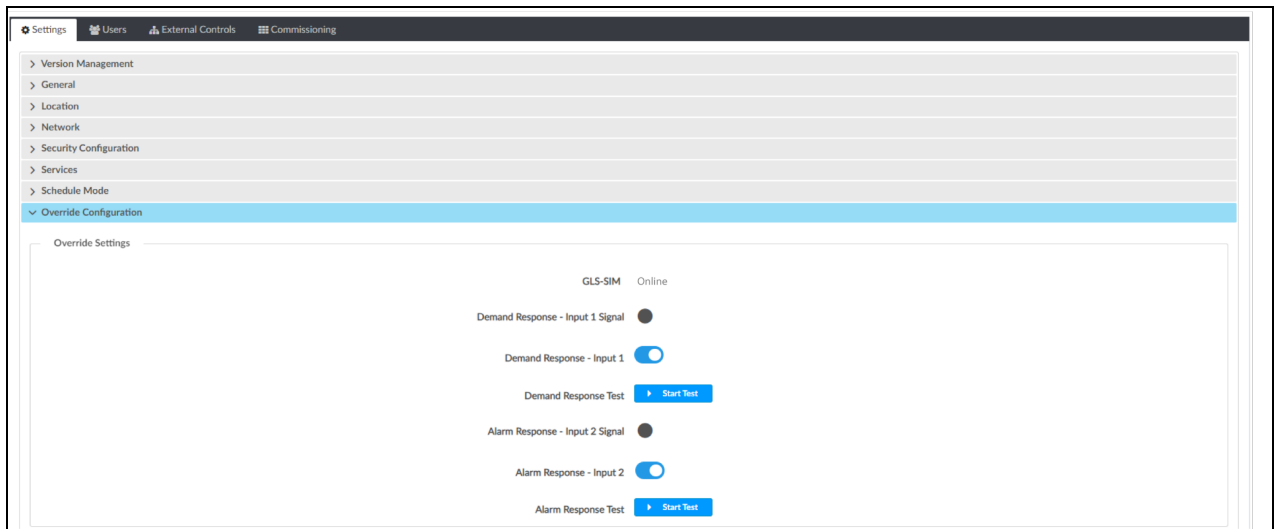 Settings Users External Controls Commissioning
Version Management
General
Location
Network
Security Configuration
Services
Schedule Mode
Override Configuration
Override Settings
GLS-SIM Online
Demand Response - Input 1 Signal
Demand Response - Input 1
Demand Response Test Start Test
Alarm Response - Input 2 Signal
Alarm Response - Input 2
Alarm Response Test Start Test